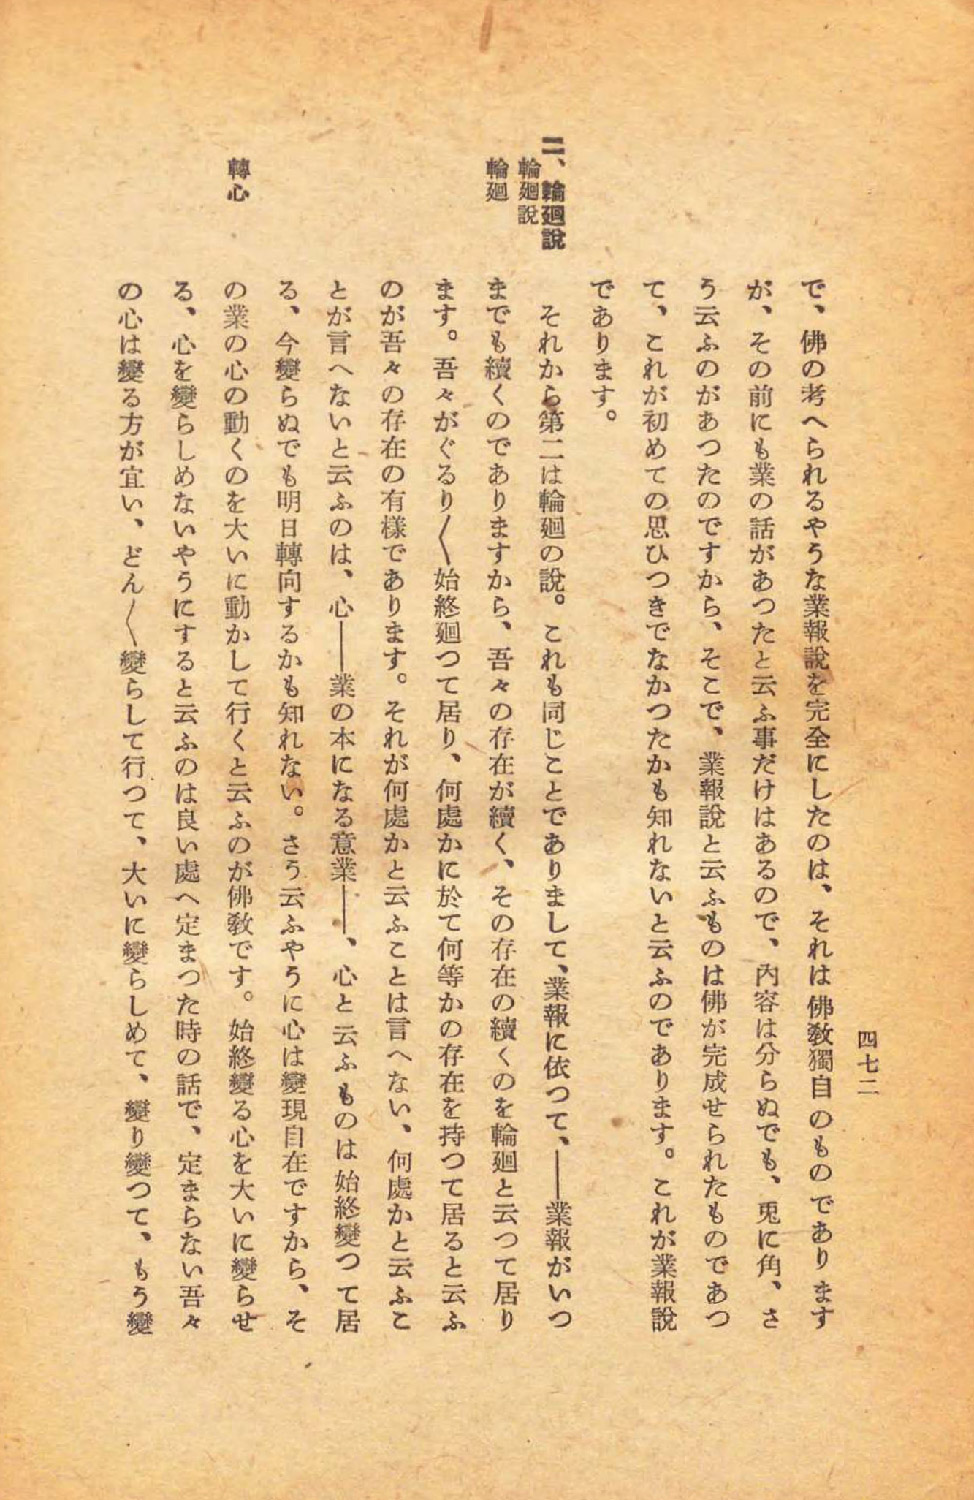 四七二
で、佛の考へられるやうな業報說を完全にしたのは、それは佛敎獨自のものであります
が、その前にも業の話があつたと云ふ事だけはあるので、內容は分らぬでも、兎に角、さ
う云ふのがあつたのですから、そこで、業報說と云ふものは佛が完成せられたものであつ
て、これが初めての思ひつきでなかつたかも知れないと云ふのであります。これが業報說
であります。
二、輪廻說
輪廻說
それから第二は輪廻の說。これも同じことでありまして、業報に依つて、――業報がいつ
輪廻
までも續くのでありますから、吾々の存在が續く、その存在の續くのを輪廻と云つて居り
ます。吾々がぐるり〳〵始終廻つて居り、何處かに於て何等かの存在を持つて居ると云ふ
のが吾々の存在の有樣であります。それが何處かと云ふことは言へない、何處かと云ふこ
とが言へないと云ふのは、心――業の本になる意業――、心と云ふものは始終變つて居
る、今變らぬでも明日轉向するかも知れない。さう云ふやうに心は變現自在ですから、そ
轉心
の業の心の動くのを大いに動かして行くと云ふのが佛敎です。始終變る心を大いに變らせ
る、心を變らしめないやうにすると云ふのは良い處へ定まつた時の話で、定まらない吾々
の心は變る方が宜い、どん〳〵變らして行つて、大いに變らしめて、變り變つて、もう變